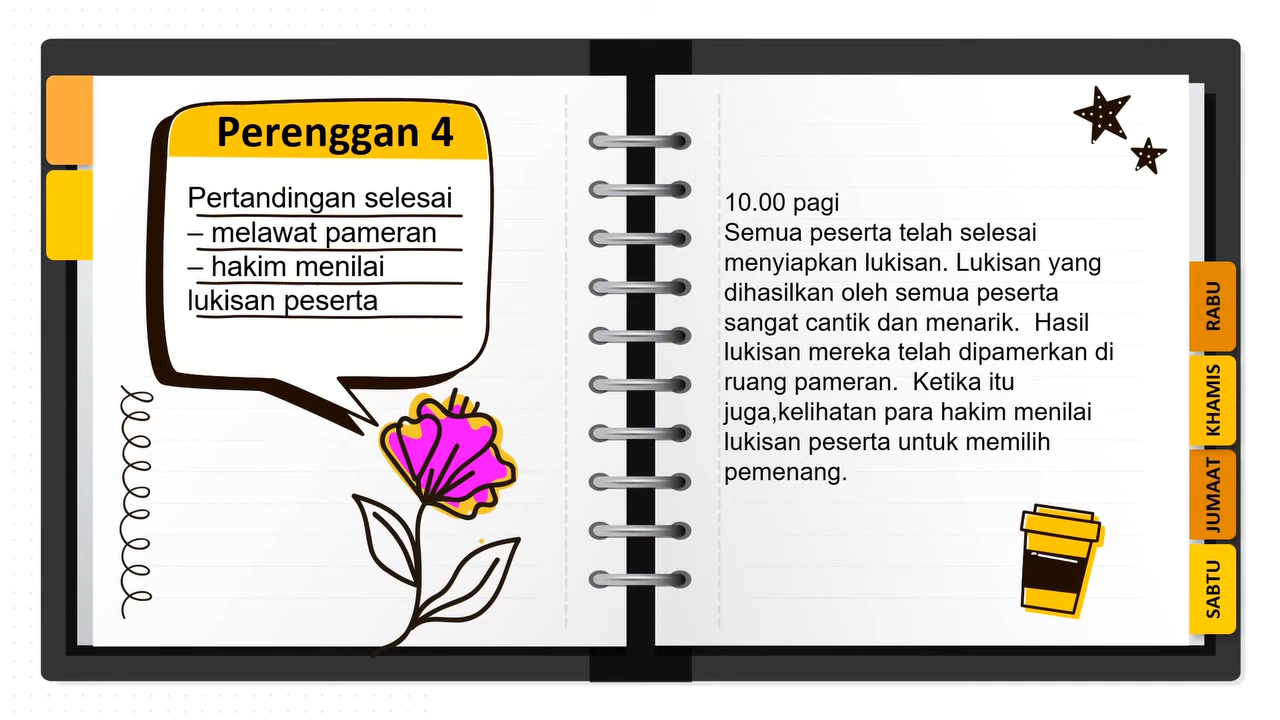 Perenggan 4
Pertandingan selesai
– melawat pameran
– hakim menilai
lukisan peserta
10.00 pagi
Semua peserta telah selesai
menyiapkan lukisan. Lukisan yang
dihasilkan oleh semua peserta
sangat cantik dan menarik.  Hasil
lukisan mereka telah dipamerkan di
ruang pameran.  Ketika itu
juga,kelihatan para hakim menilai
lukisan peserta untuk memilih
pemenang.
RABU
KHAMIS
JUMAAT
SABTU